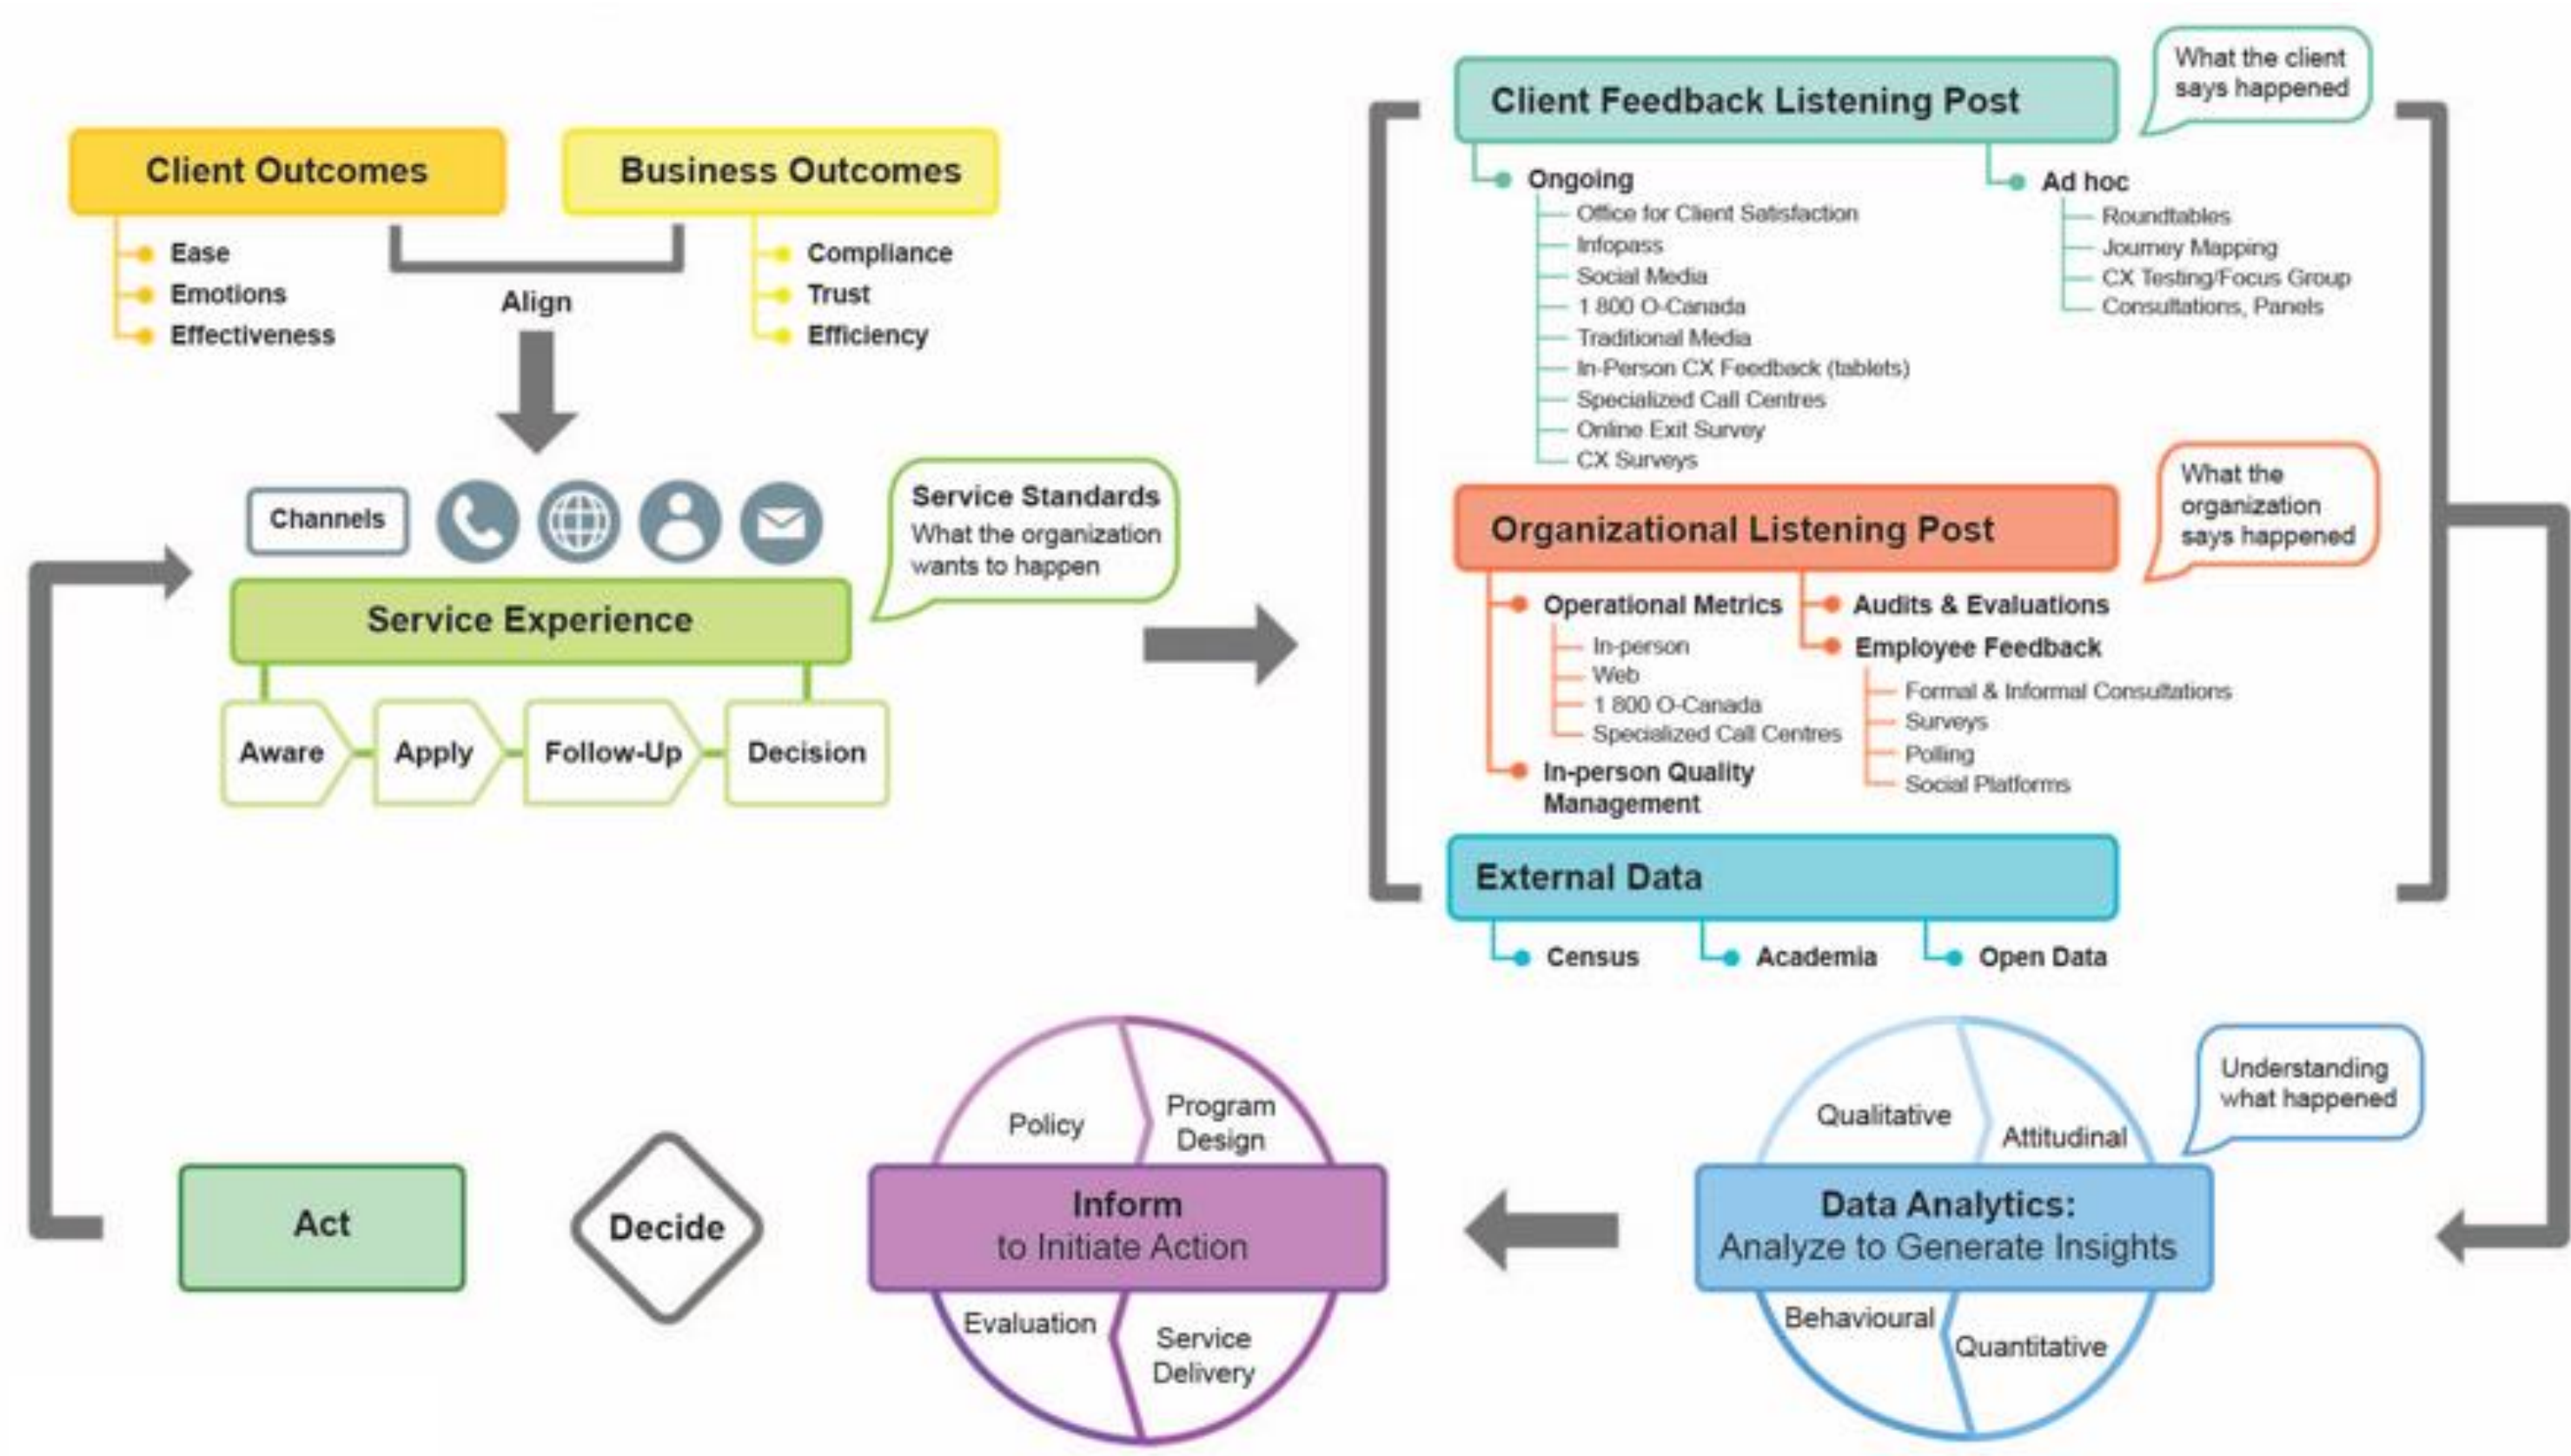 Client Outcomes
Ease
Emotions
Effectiveness
Business Outcomes
Compliance
Trust
Efficiency
Align
Channels
Service Standards
What the organization
wants to happen
Service Experience
Aware
Apply
Follow-Up
Decision
Client Feedback Listening Post
What the client
says happened
Ongoing
Office for Client Satisfaction
Infopass
Social Media
1 800 O-Canada
Traditional Media
In-Person CX Feedback (tablets)
Specialized Call Centres
Online Exit Survey
CX Surveys
Ad hoc
Roundtables
Journey Mapping
CX Testing/Focus Group
Consultations, Panels
Organizational Listening Post
What the
organization
says happened
Operational Metrics
In-person
Web
1 800 O-Canada
Specialized Call Centres
In-person Quality
Management
Audits & Evaluations
Employee Feedback
Formal & Informal Consultations
Surveys
Polling
Social Platforms
External Data
Census
Academia
Open Data
Understanding
what happened
Qualitative
Attitudinal
Data Analytics:
Analyze to Generate Insights
Behavioural
Quantitative
Policy
Program
Design
Inform
to Initiate Action
Evaluation
Service
Delivery
Decide
Act